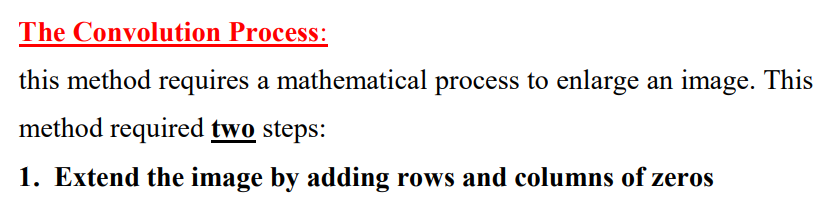 The Convolution Process:
this method requires a mathematical process to enlarge an image. This
method required two steps:
1. Extend the image by adding rows and columns of zeros